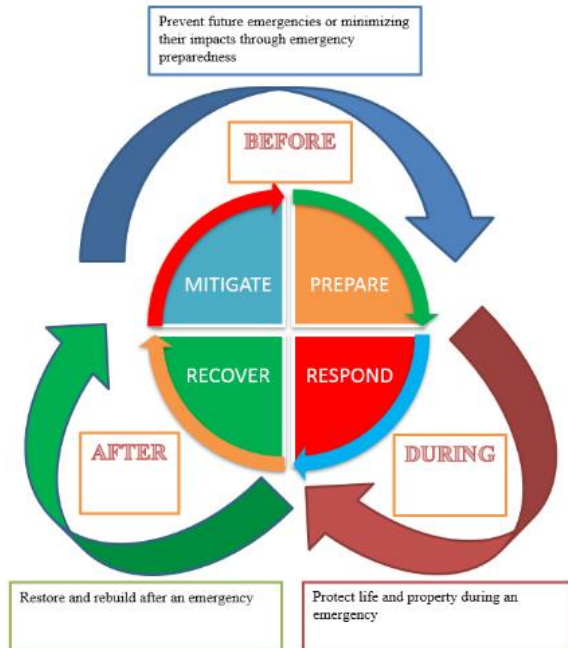 Prevent future emergencies or minimizing
their impacts through emergency
preparedness
BEFORE
MITIGATE
PREPARE
RECOVER
RESPOND
AFTER
DURING
Restore and rebuild after an emergency
Protect life and property during an
emergency